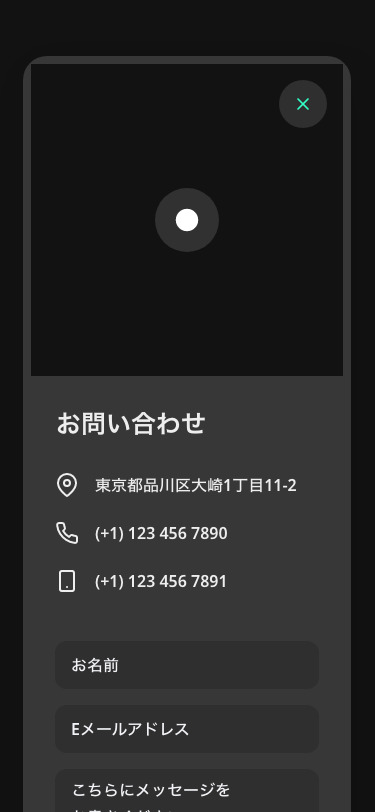 お問い合わせ
東京都品川区大崎1丁目11-2
(+1) 123 456 7890
(+1) 123 456 7891
お名前
Eメールアドレス
こちらにメッセージを